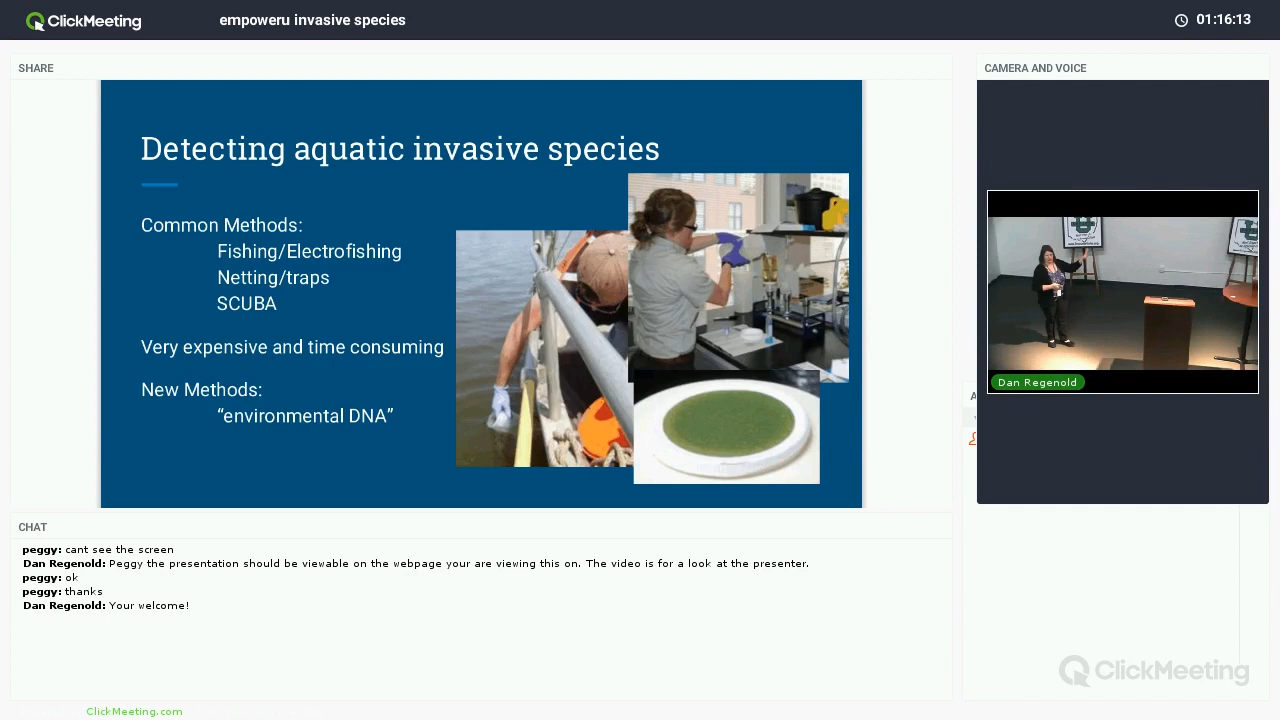 ClickMeeting
empoweru invasive species
01:16:13
SHARE
CAMERA AND VOICE
Detecting aquatic invasive species
Common Methods:
Fishing/Electrofishing
Netting/traps
SCUBA
Very expensive and time consuming
New Methods:
“environmental DNA”
Dan Regenold
CHAT
peggy: cant see the screen
Dan Regenold: Peggy the presentation should be viewable on the webpage your are viewing this on. The video is for a look at the presenter.
peggy: ok
peggy: thanks
Dan Regenold: Your welcome!
ClickMeeting
ClickMeeting.com